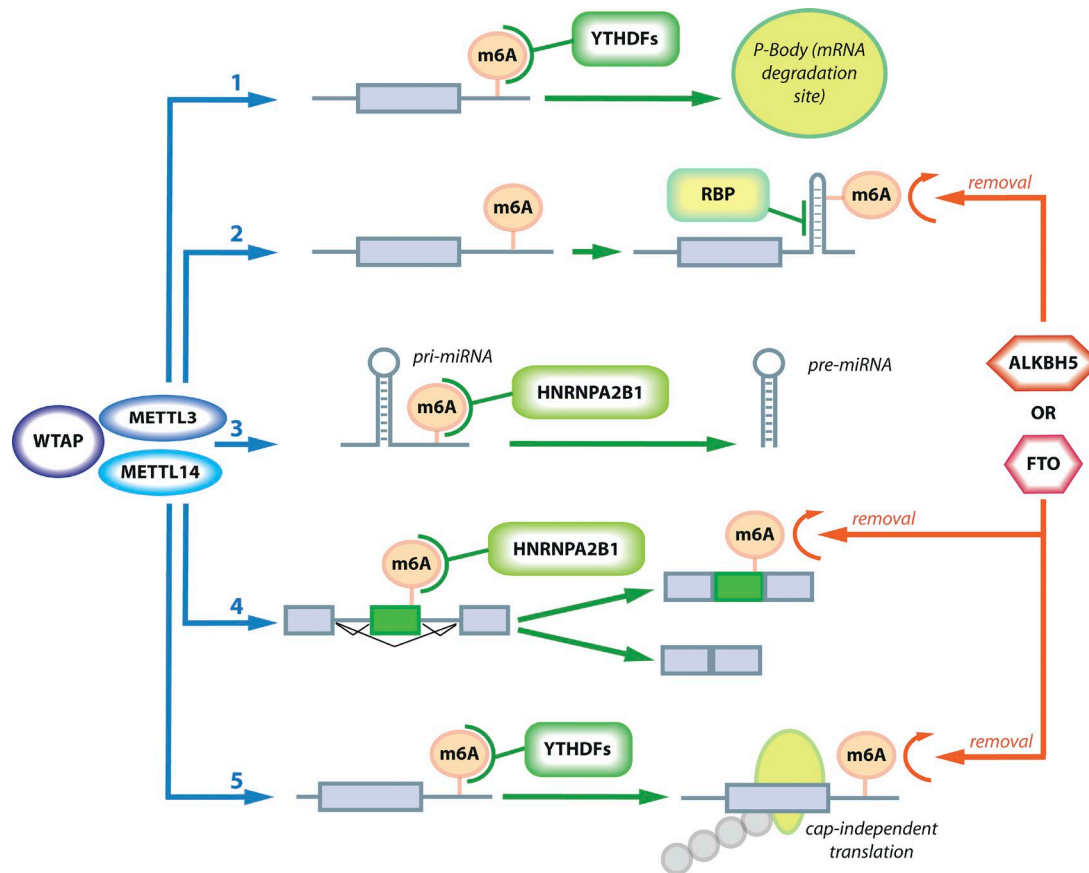 1
m6A
YTHDFs
P-Body (mRNA
degradation
site)
2
m6A
RBP
m6A
removal
pri-miRNA
pre-miRNA
m6A
HNRNPA2B1
3
WTAP
METTL3
METTL14
ALKBH5
OR
FTO
4
m6A
HNRNPA2B1
m6A
removal
5
m6A
YTHDFs
m6A
removal
cap-independent
translation